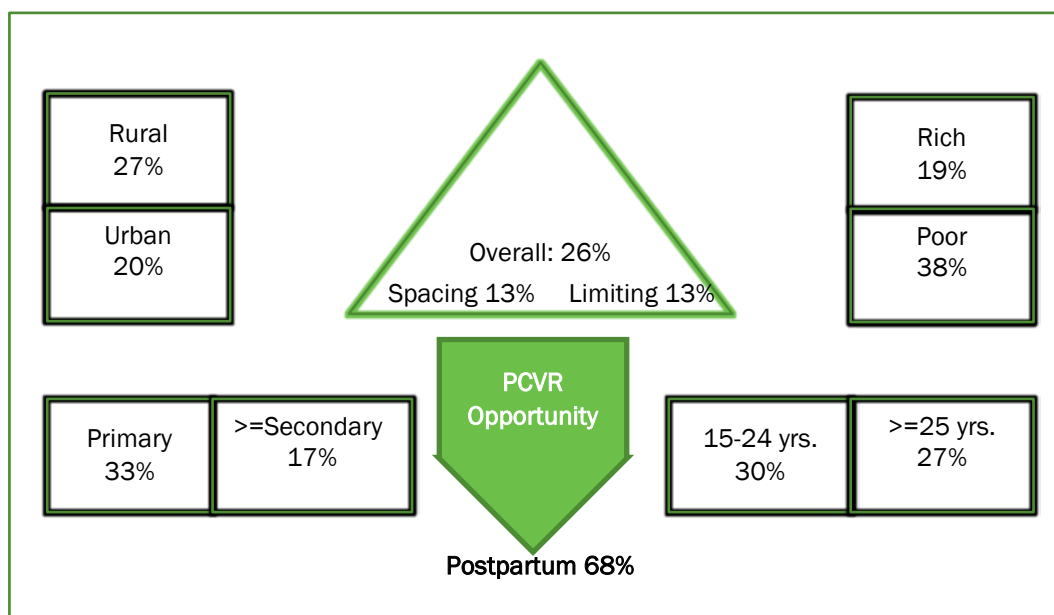 Rural
27%
Urban
20%
Rich
19%
Poor
38%
Overall: 26%
Spacing 13% Limiting 13%
PCVR
Opportunity
Primary
33%
>=Secondary
17%
15-24 yrs.
30%
>=25 yrs.
27%
Postpartum 68%